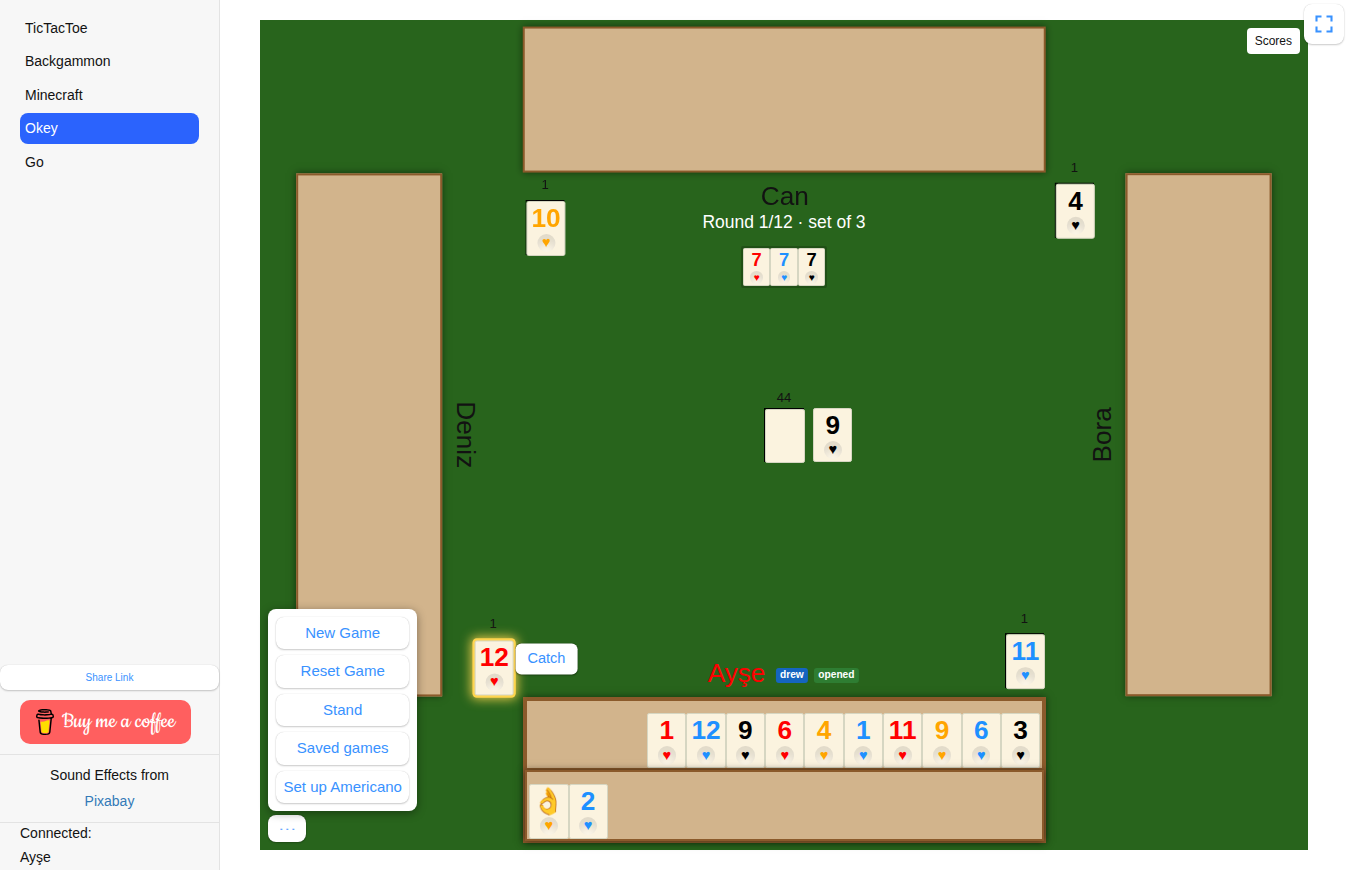 TicTacToe
Backgammon
Minecraft
Okey
Go
Share Link
Buy me a coffee
Sound Effects from
Pixabay
Connected:
Ayşe
Scores
1
10
Can
Round 1/12 · set of 3
7 7 7
1
4
Deniz
44
9
Bora
New Game
Reset Game
Stand
Saved games
Set up Americano
...
1
12
Catch
Ayşe drew opened
1
11
1 12 9 6 4 1 11 9 6 3
2